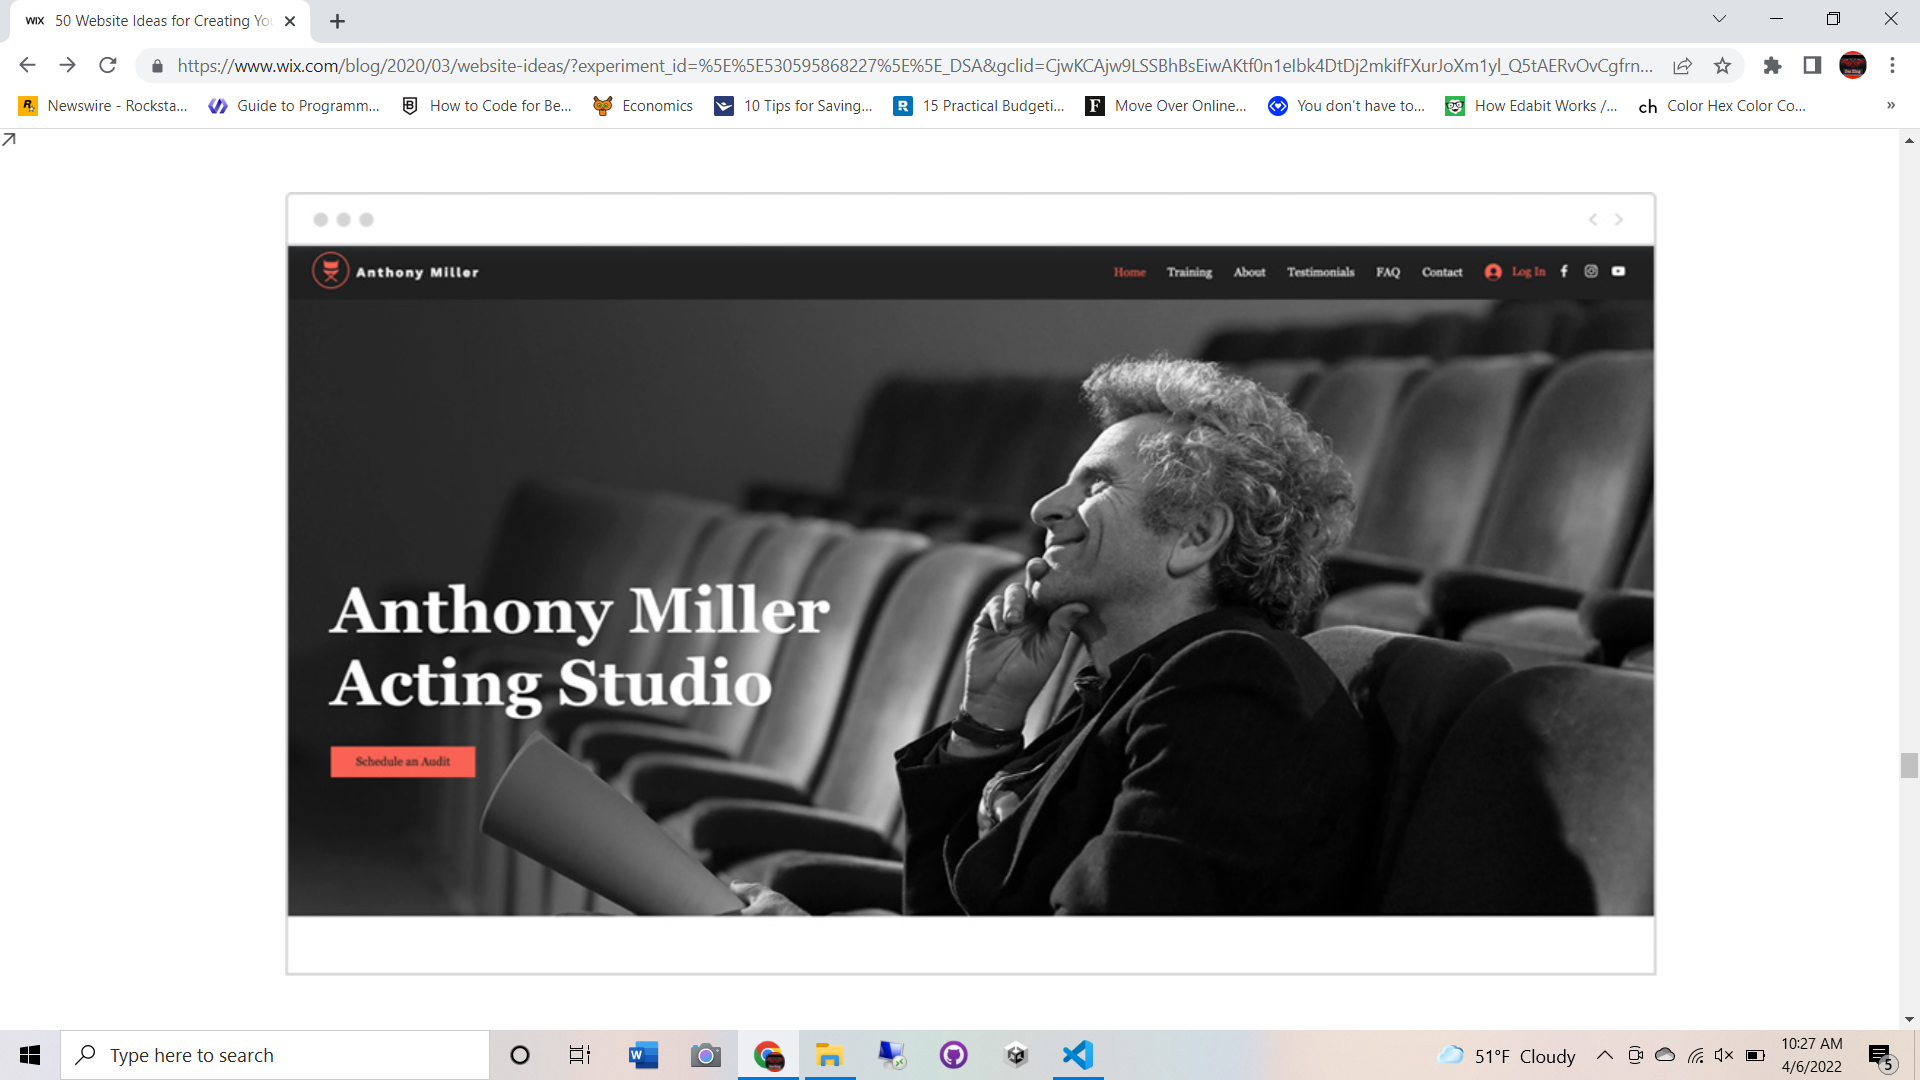 WIX 50 Website Ideas for Creating You
https://www.wix.com/blog/2020/03/website-ideas/?experiment_id=%5E%5E530595868227%5E%5E_DSA&gclid=CjwKCAjw9LSSBhBsEiwAKtf0n1eIbk4DtDj2mkifFXurJoXm1yl_Q5tAERvOvCgfrn...
Newswire - Rocksta... Guide to Programm... How to Code for Be... Economics 10 Tips for Saving... 15 Practical Budgeti... Move Over Online... You don't have to... How Edabit Works /... ch Color Hex Color Co... »
Anthony Miller Home Training About Testimonials FAQ Contact Log In
Anthony Miller
Acting Studio
Schedule an Audit
Type here to search 51°F Cloudy 10:27 AM
4/6/2022 5